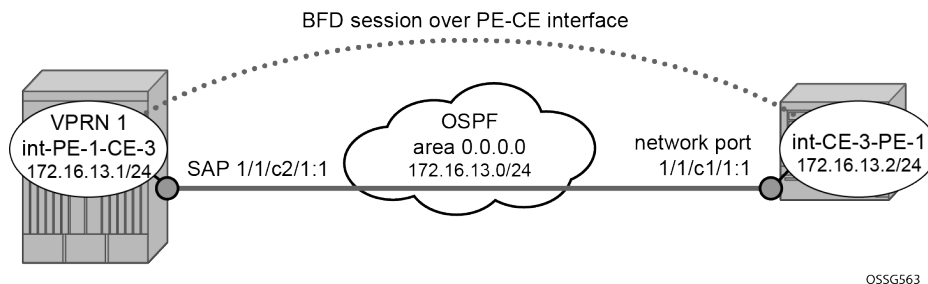 BFD session over PE-CE interface
VPRN 1
int-PE-1-CE-3
172.16.13.1/24
SAP 1/1/c2/1:1
OSPF
area 0.0.0.0
172.16.13.0/24
network port
1/1/c1/1:1
int-CE-3-PE-1
172.16.13.2/24
OSSG563